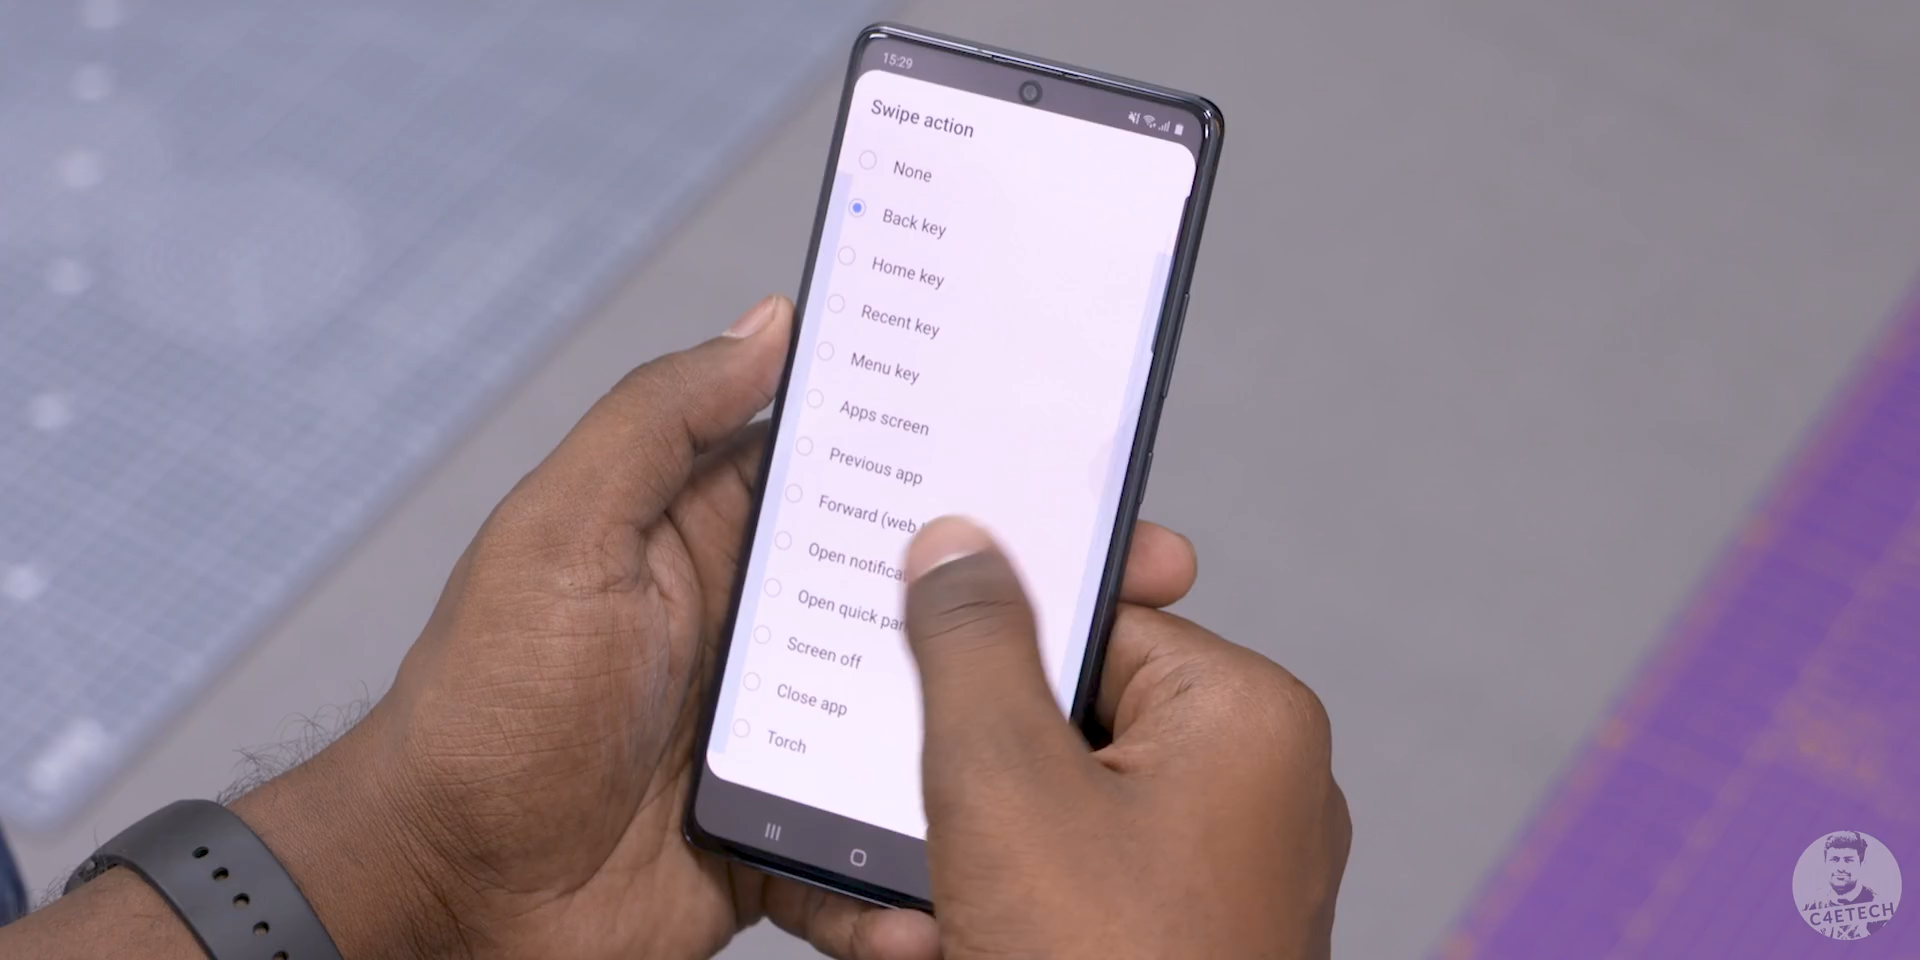 15:29
Swipe action
None
Back key
Home key
Recent key
Menu key
Apps screen
Previous app
Forward (web
Open notifica
Open quick pan
Screen off
Close app
Torch
C4ETECH